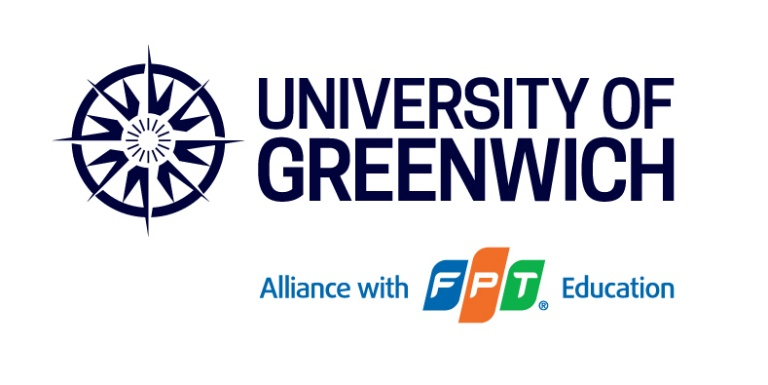 UNIVERSITY OF
GREENWICH
Alliance with FPT® Education